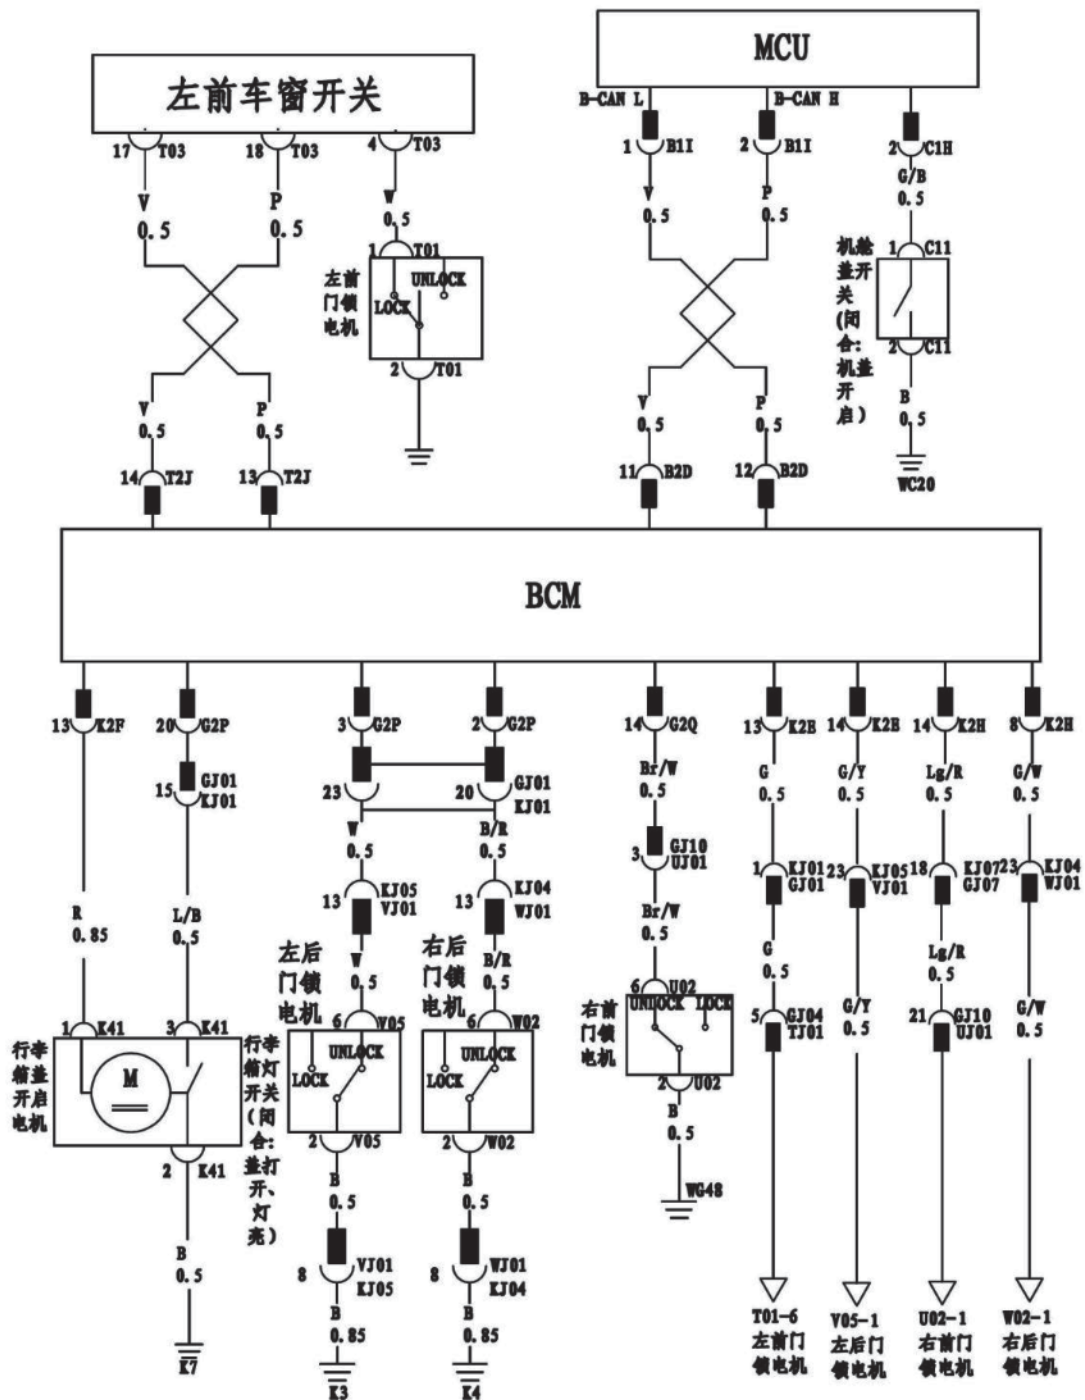 MCU
左前车窗开关
B-CAN L
B-CAN H
17 T03
18 T03
4 T03
1 B1I
2 B1I
2 C1H
V
0.5
P
0.5
W
0.5
V
0.5
P
0.5
G/B
0.5
1 T01
左前
门锁
电机
UNLOCK
LOCK
2 T01
机舱
盖开
关
(闭
合:
机盖
开
启)
1 C11
2 C11
V
0.5
P
0.5
V
0.5
P
0.5
B
0.5
14 T2J
13 T2J
11 B2D
12 B2D
WC20
BCM
13 K2F
20 G2P
3 G2P
2 G2P
14 G2Q
13 K2E
14 K2E
14 K2H
8 K2H
15
GJ01
KJ01
23
20
GJ01
KJ01
Br/W
0.5
G
0.5
G/Y
0.5
Lg/R
0.5
G/W
0.5
W
0.5
B/R
0.5
3
GJ10
UJ01
1
KJ01
GJ01
23
KJ05
VJ01
18
KJ07
GJ07
23
KJ04
WJ01
13
KJ05
VJ01
13
KJ04
WJ01
R
0.85
L/B
0.5
Br/W
0.5
左后
门锁
电机
W
0.5
右后
门锁
电机
B/R
0.5
G
0.5
Lg/R
0.5
G/Y
0.5
G/W
0.5
5
GJ04
TJ01
21
GJ10
UJ01
1 K41
3 K41
6 V05
6 W02
6 U02
行李
箱盖
开启
电机
M
行李
箱灯
开关
(闭
合:
盖打
开、
灯
亮)
UNLOCK
LOCK
UNLOCK
LOCK
右前
门锁
电机
UNLOCK
LOCK
2 K41
2 V05
2 W02
2 U02
B
0.5
B
0.5
B
0.5
B
0.5
WG48
8
VJ01
KJ05
8
WJ01
KJ04
B
0.85
B
0.85
K7
K3
K4
T01-6
左前门
锁电机
V05-1
左后门
锁电机
U02-1
右前门
锁电机
W02-1
右后门
锁电机